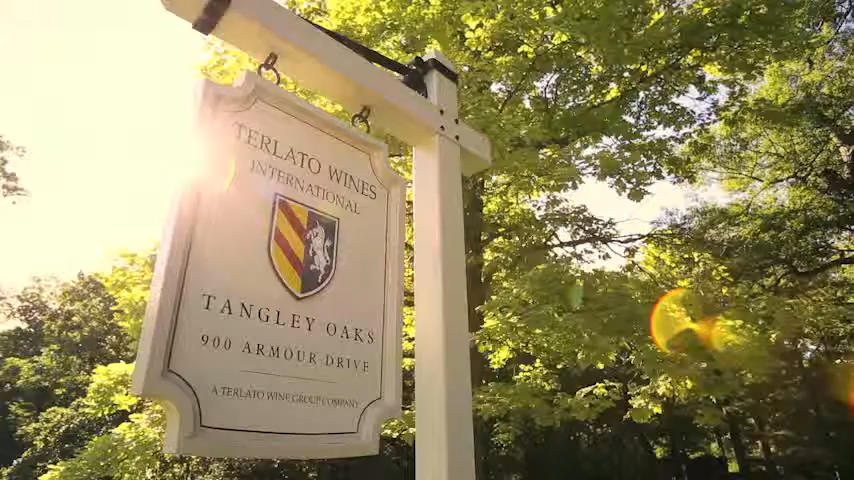 TERLATO WINES
INTERNATIONAL
TANGLEY OAKS
900 ARMOUR DRIVE
A TERLATO WINE GROUP COMPANY